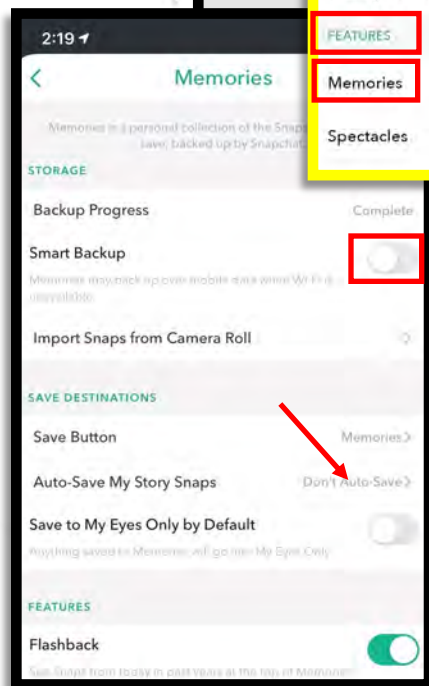 2:19
FEATURES
Memories
Memories
Spectacles
Memories is a personal collection of the Snaps
save, backed up by Snapchat.
STORAGE
Backup Progress Complete
Smart Backup
Memories may back up over mobile data when Wi-Fi is
unavailable.
Import Snaps from Camera Roll
SAVE DESTINATIONS
Save Button Memories >
Auto-Save My Story Snaps Don't Auto-Save >
Save to My Eyes Only by Default
Anything saved to Memories will go into My Eyes Only
FEATURES
Flashback
See Snaps from today in past years at the top of Memories